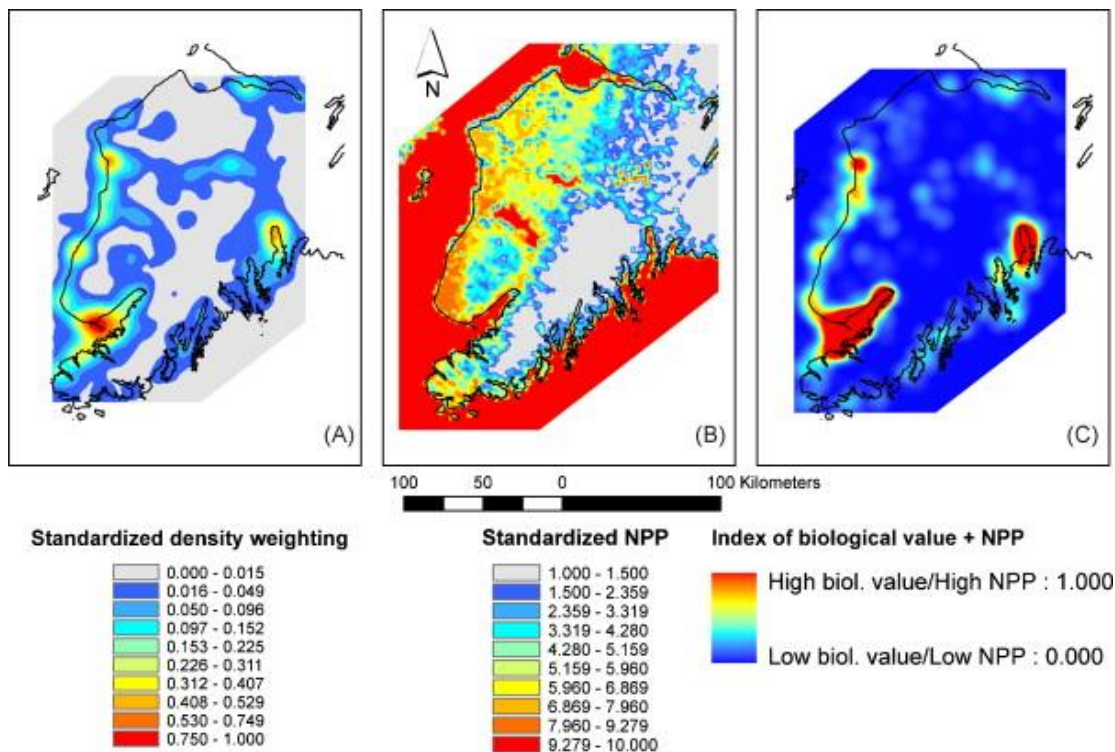 N
(A)
(B)
(C)
100 50 0 100 Kilometers
Standardized density weighting
0.000 - 0.015
0.016 - 0.049
0.050 - 0.096
0.097 - 0.152
0.153 - 0.225
0.226 - 0.311
0.312 - 0.407
0.408 - 0.529
0.530 - 0.749
0.750 - 1.000
Standardized NPP
1.000 - 1.500
1.500 - 2.359
2.359 - 3.319
3.319 - 4.280
4.280 - 5.159
5.159 - 5.960
5.960 - 6.869
6.869 - 7.960
7.960 - 9.279
9.279 - 10.000
Index of biological value + NPP
High biol. value/High NPP : 1.000
Low biol. value/Low NPP : 0.000